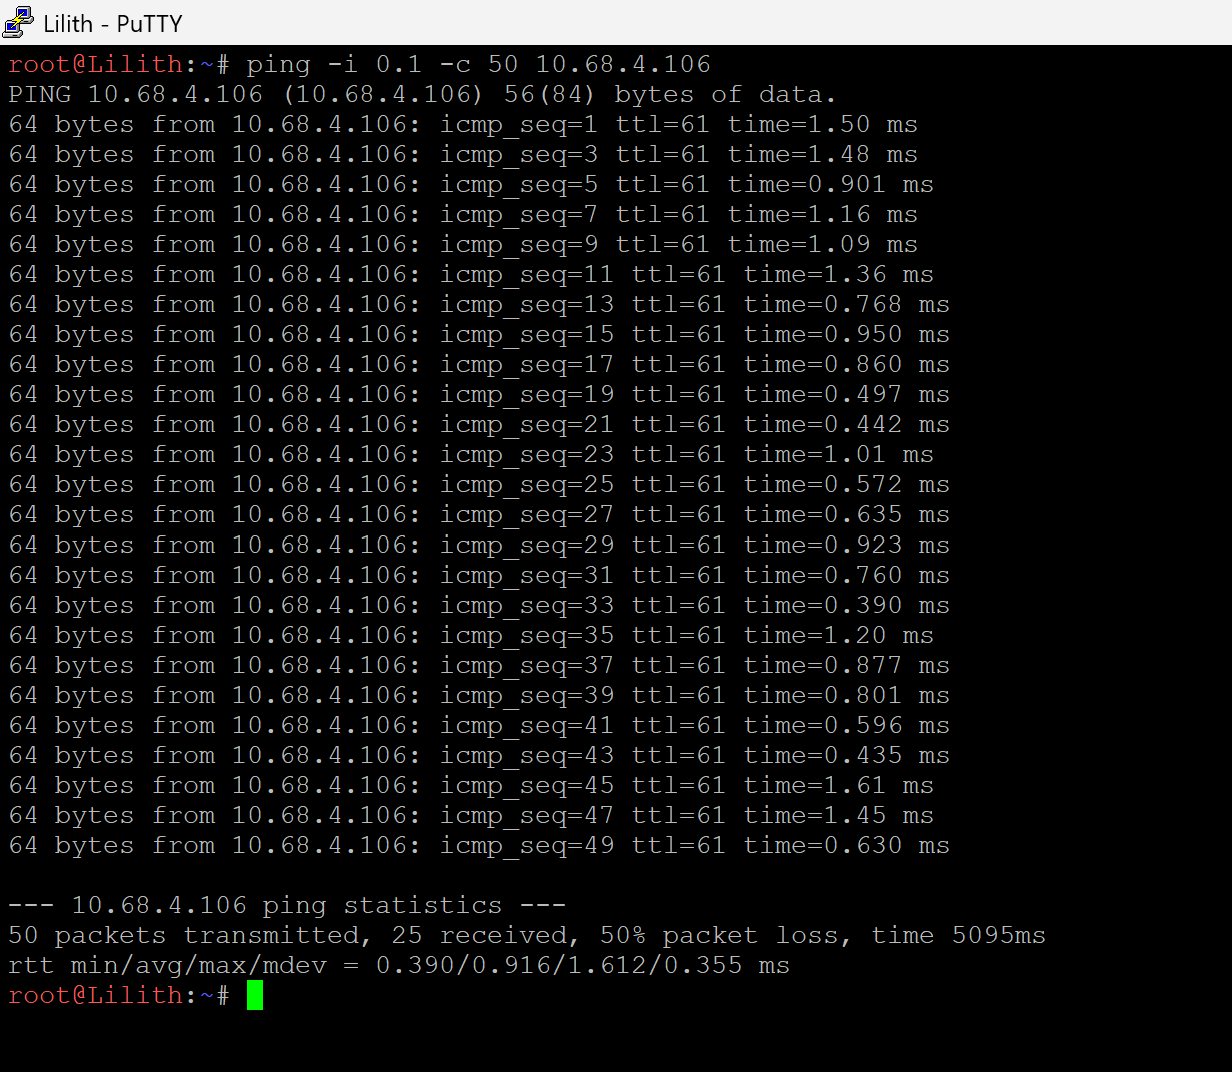 Lilith - PuTTY
root@Lilith:~# ping -i 0.1 -c 50 10.68.4.106
PING 10.68.4.106 (10.68.4.106) 56(84) bytes of data.
64 bytes from 10.68.4.106: icmp_seq=1 ttl=61 time=1.50 ms
64 bytes from 10.68.4.106: icmp_seq=3 ttl=61 time=1.48 ms
64 bytes from 10.68.4.106: icmp_seq=5 ttl=61 time=0.901 ms
64 bytes from 10.68.4.106: icmp_seq=7 ttl=61 time=1.16 ms
64 bytes from 10.68.4.106: icmp_seq=9 ttl=61 time=1.09 ms
64 bytes from 10.68.4.106: icmp_seq=11 ttl=61 time=1.36 ms
64 bytes from 10.68.4.106: icmp_seq=13 ttl=61 time=0.768 ms
64 bytes from 10.68.4.106: icmp_seq=15 ttl=61 time=0.950 ms
64 bytes from 10.68.4.106: icmp_seq=17 ttl=61 time=0.860 ms
64 bytes from 10.68.4.106: icmp_seq=19 ttl=61 time=0.497 ms
64 bytes from 10.68.4.106: icmp_seq=21 ttl=61 time=0.442 ms
64 bytes from 10.68.4.106: icmp_seq=23 ttl=61 time=1.01 ms
64 bytes from 10.68.4.106: icmp_seq=25 ttl=61 time=0.572 ms
64 bytes from 10.68.4.106: icmp_seq=27 ttl=61 time=0.635 ms
64 bytes from 10.68.4.106: icmp_seq=29 ttl=61 time=0.923 ms
64 bytes from 10.68.4.106: icmp_seq=31 ttl=61 time=0.760 ms
64 bytes from 10.68.4.106: icmp_seq=33 ttl=61 time=0.390 ms
64 bytes from 10.68.4.106: icmp_seq=35 ttl=61 time=1.20 ms
64 bytes from 10.68.4.106: icmp_seq=37 ttl=61 time=0.877 ms
64 bytes from 10.68.4.106: icmp_seq=39 ttl=61 time=0.801 ms
64 bytes from 10.68.4.106: icmp_seq=41 ttl=61 time=0.596 ms
64 bytes from 10.68.4.106: icmp_seq=43 ttl=61 time=0.435 ms
64 bytes from 10.68.4.106: icmp_seq=45 ttl=61 time=1.61 ms
64 bytes from 10.68.4.106: icmp_seq=47 ttl=61 time=1.45 ms
64 bytes from 10.68.4.106: icmp_seq=49 ttl=61 time=0.630 ms
--- 10.68.4.106 ping statistics ---
50 packets transmitted, 25 received, 50% packet loss, time 5095ms
rtt min/avg/max/mdev = 0.390/0.916/1.612/0.355 ms
root@Lilith:~#